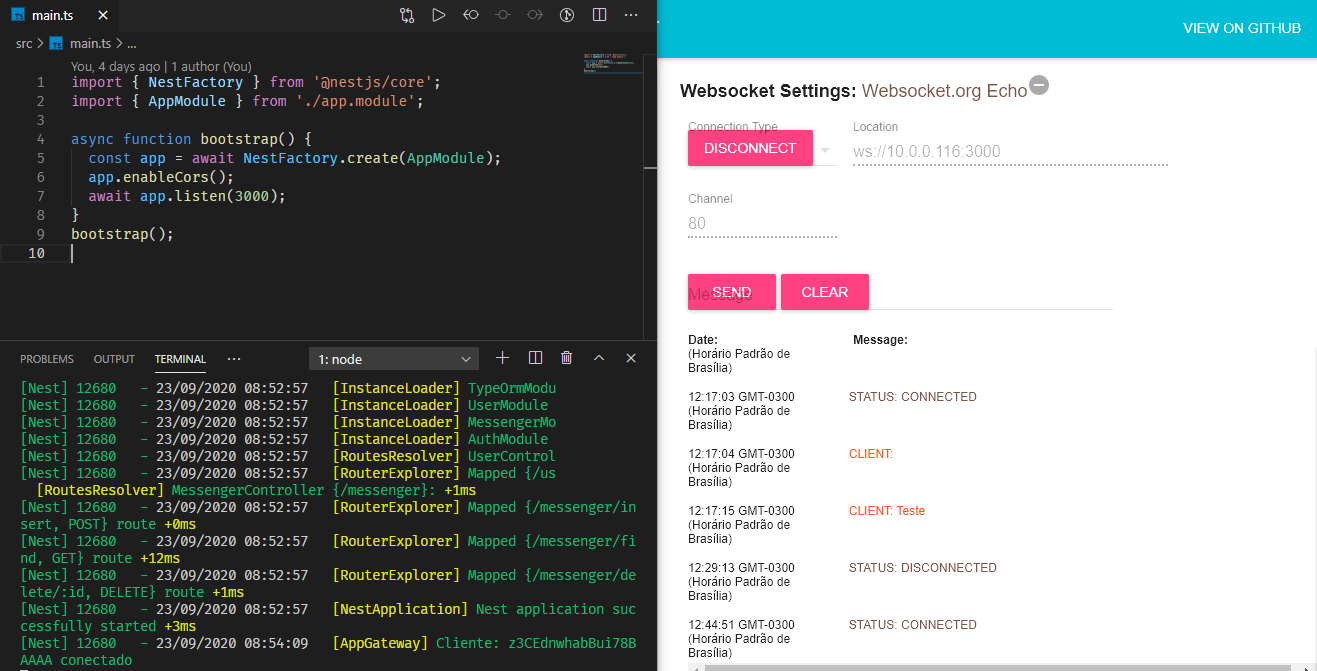 main.ts
src > main.ts > ...
You, 4 days ago | 1 author (You)
1 import { NestFactory } from '@nestjs/core';
2 import { AppModule } from './app.module';
3
4 async function bootstrap() {
5 const app = await NestFactory.create(AppModule);
6 app.enableCors();
7 await app.listen(3000);
8 }
9 bootstrap();
10
PROBLEMS OUTPUT TERMINAL ... 1: node
[Nest] 12680 - 23/09/2020 08:52:57 [InstanceLoader] TypeOrmModu
[Nest] 12680 - 23/09/2020 08:52:57 [InstanceLoader] UserModule
[Nest] 12680 - 23/09/2020 08:52:57 [InstanceLoader] MessengerMo
[Nest] 12680 - 23/09/2020 08:52:57 [InstanceLoader] AuthModule
[Nest] 12680 - 23/09/2020 08:52:57 [RoutesResolver] UserControl
[Nest] 12680 - 23/09/2020 08:52:57 [RouterExplorer] Mapped {/us
[RoutesResolver] MessengerController {/messenger}: +1ms
[Nest] 12680 - 23/09/2020 08:52:57 [RouterExplorer] Mapped {/messenger/in
sert, POST} route +0ms
[Nest] 12680 - 23/09/2020 08:52:57 [RouterExplorer] Mapped {/messenger/fi
nd, GET} route +12ms
[Nest] 12680 - 23/09/2020 08:52:57 [RouterExplorer] Mapped {/messenger/de
lete/:id, DELETE} route +1ms
[Nest] 12680 - 23/09/2020 08:52:57 [NestApplication] Nest application suc
cessfully started +3ms
[Nest] 12680 - 23/09/2020 08:54:09 [AppGateway] Cliente: z3CEdnwhabBui78B
AAAA conectado
VIEW ON GITHUB
Websocket Settings: Websocket.org Echo
Connection Type Location
DISCONNECT ws://10.0.0.116:3000
Channel
80
Message
SEND CLEAR
Date: Message:
(Horário Padrão de
Brasília)
12:17:03 GMT-0300 STATUS: CONNECTED
(Horário Padrão de
Brasília)
12:17:04 GMT-0300 CLIENT:
(Horário Padrão de
Brasília)
12:17:15 GMT-0300 CLIENT: Teste
(Horário Padrão de
Brasília)
12:29:13 GMT-0300 STATUS: DISCONNECTED
(Horário Padrão de
Brasília)
12:44:51 GMT-0300 STATUS: CONNECTED
(Horário Padrão de
Brasília)